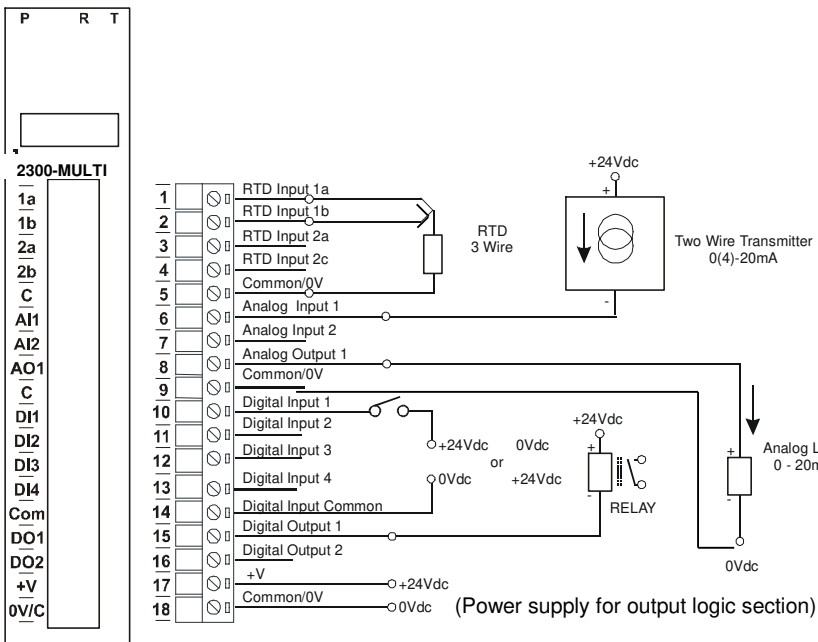 P R T
2300-MULTI
1a
1b
2a
2b
C
AI1
AI2
AO1
C
DI1
DI2
DI3
DI4
Com
DO1
DO2
+V
0V/C
1 RTD Input 1a
2 RTD Input 1b
3 RTD Input 2a
4 RTD Input 2c
5 Common/0V
6 Analog Input 1
7 Analog Input 2
8 Analog Output 1
9 Common/0V
10 Digital Input 1
11 Digital Input 2
12 Digital Input 3
13 Digital Input 4
14 Digital Input Common
15 Digital Output 1
16 Digital Output 2
17 +V
18 Common/0V
RTD
3 Wire
+24Vdc
+
-
Two Wire Transmitter
0(4)-20mA
+24Vdc 0Vdc
or
0Vdc +24Vdc
+24Vdc
+
-
RELAY
+
-
Analog L
0 - 20m
0Vdc
+24Vdc
0Vdc
(Power supply for output logic section)